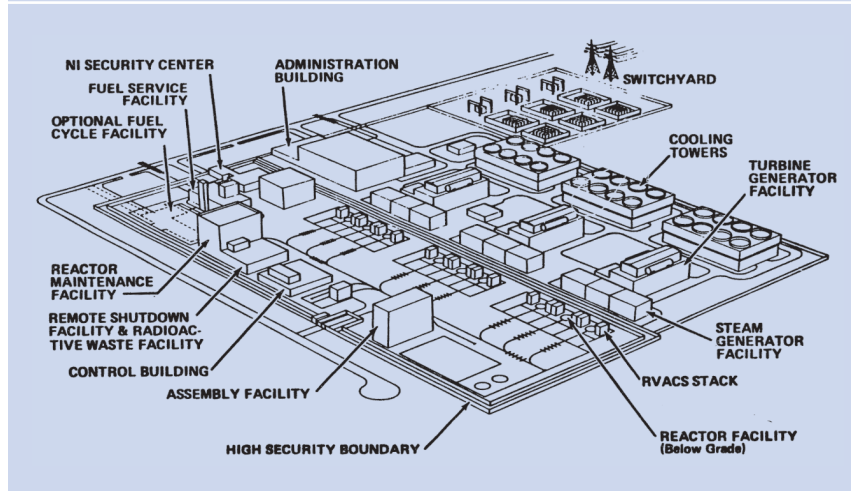 NI SECURITY CENTER
FUEL SERVICE
FACILITY
OPTIONAL FUEL
CYCLE FACILITY
ADMINISTRATION
BUILDING
SWITCHYARD
COOLING
TOWERS
TURBINE
GENERATOR
FACILITY
REACTOR
MAINTENANCE
FACILITY
REMOTE SHUTDOWN
FACILITY & RADIOAC-
TIVE WASTE FACILITY
CONTROL BUILDING
ASSEMBLY FACILITY
HIGH SECURITY BOUNDARY
STEAM
GENERATOR
FACILITY
RVACS STACK
REACTOR FACILITY
(Below Grade)